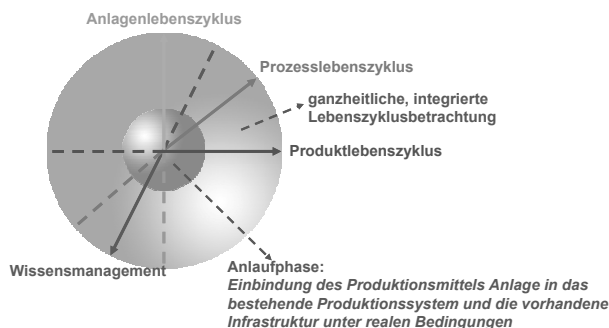 Anlagenlebenszyklus
Prozesslebenszyklus
ganzheitliche, integrierte
Lebenszyklusbetrachtung
Produktlebenszyklus
Wissensmanagement
Anlaufphase:
Einbindung des Produktionsmittels Anlage in das
bestehende Produktionssystem und die vorhandene
Infrastruktur unter realen Bedingungen